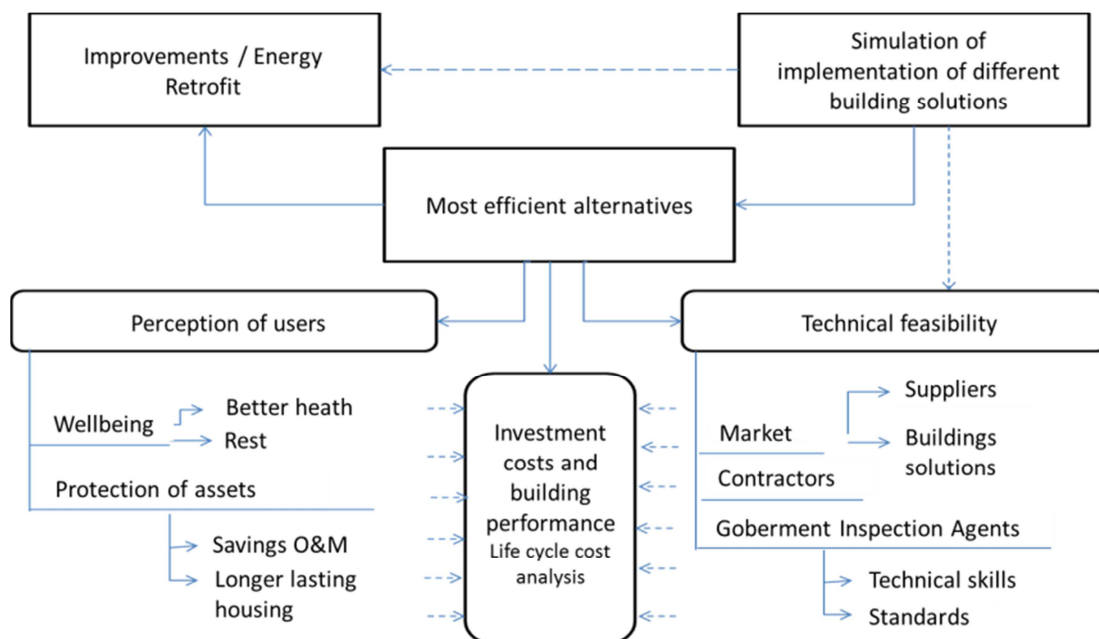 Improvements / Energy
Retrofit
Simulation of
implementation of different
building solutions
Most efficient alternatives
Perception of users
Technical feasibility
Wellbeing
Better heath
Rest
Protection of assets
Savings O&M
Longer lasting
housing
Investment
costs and
building
performance
Life cycle cost
analysis
Suppliers
Market
Buildings
solutions
Contractors
Goberment Inspection Agents
Technical skills
Standards